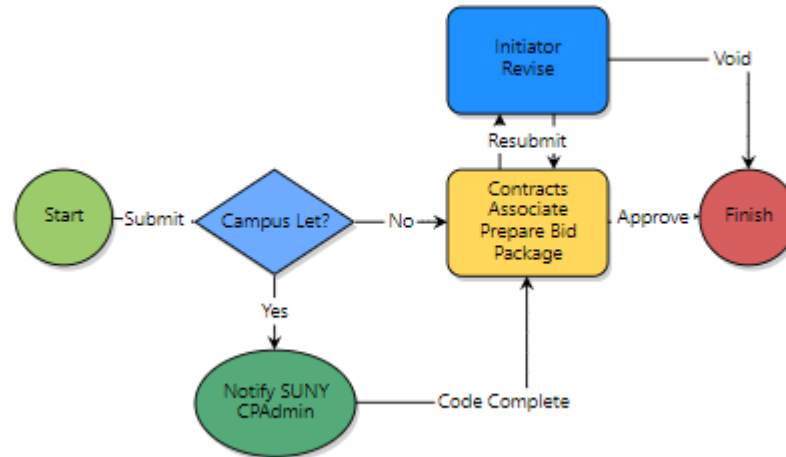 Initiator
Revise
Void
Resubmit
Start
Submit
Campus Let?
No
Contracts
Associate
Prepare Bid
Package
Approve
Finish
Yes
Notify SUNY
CPAdmin
Code Complete